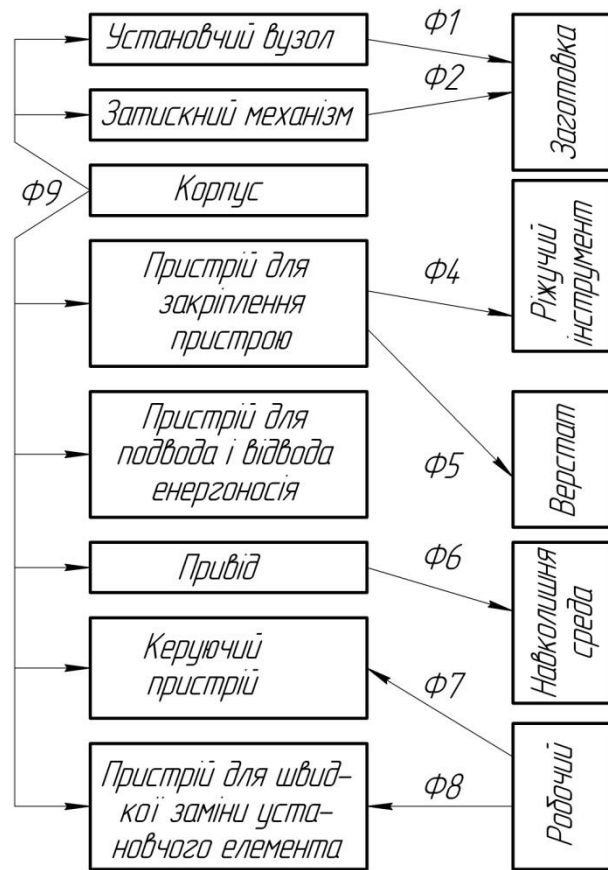 Установчий вузол
Ф1
Затискний механізм
Ф2
Заготовка
Корпус
Ф9
Пристрій для
закріплення
пристрою
Ф4
Ріжучий
інструмент
Пристрій для
подвода і відвода
енергоносія
Ф5
Верстат
Привід
Ф6
Навколишня
среда
Керуючий
пристрій
Ф7
Пристрій для швид-
кої заміни уста-
новчого елемента
Ф8
Робочий